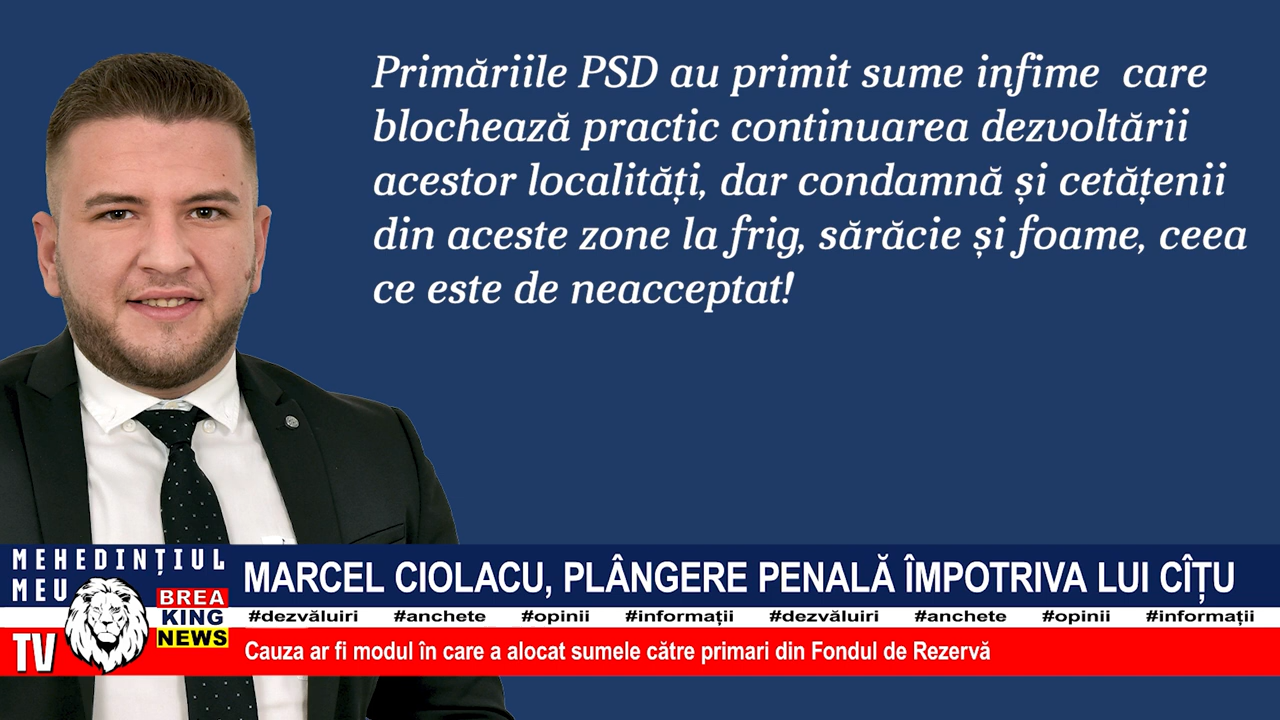 Primăriile PSD au primit sume infime care
blochează practic continuarea dezvoltării
acestor localități, dar condamnă și cetățenii
din aceste zone la frig, sărăcie și foame, ceea
ce este de neacceptat!
MEHEDINȚIUL
MEU
TV
BREA
KING
NEWS
MARCEL CIOLACU, PLÂNGERE PENALĂ ÎMPOTRIVA LUI CÎȚU
#dezvăluiri #anchete #opinii #informații #dezvăluiri #anchete #opinii #informații
Cauza ar fi modul în care a alocat sumele către primari din Fondul de Rezervă